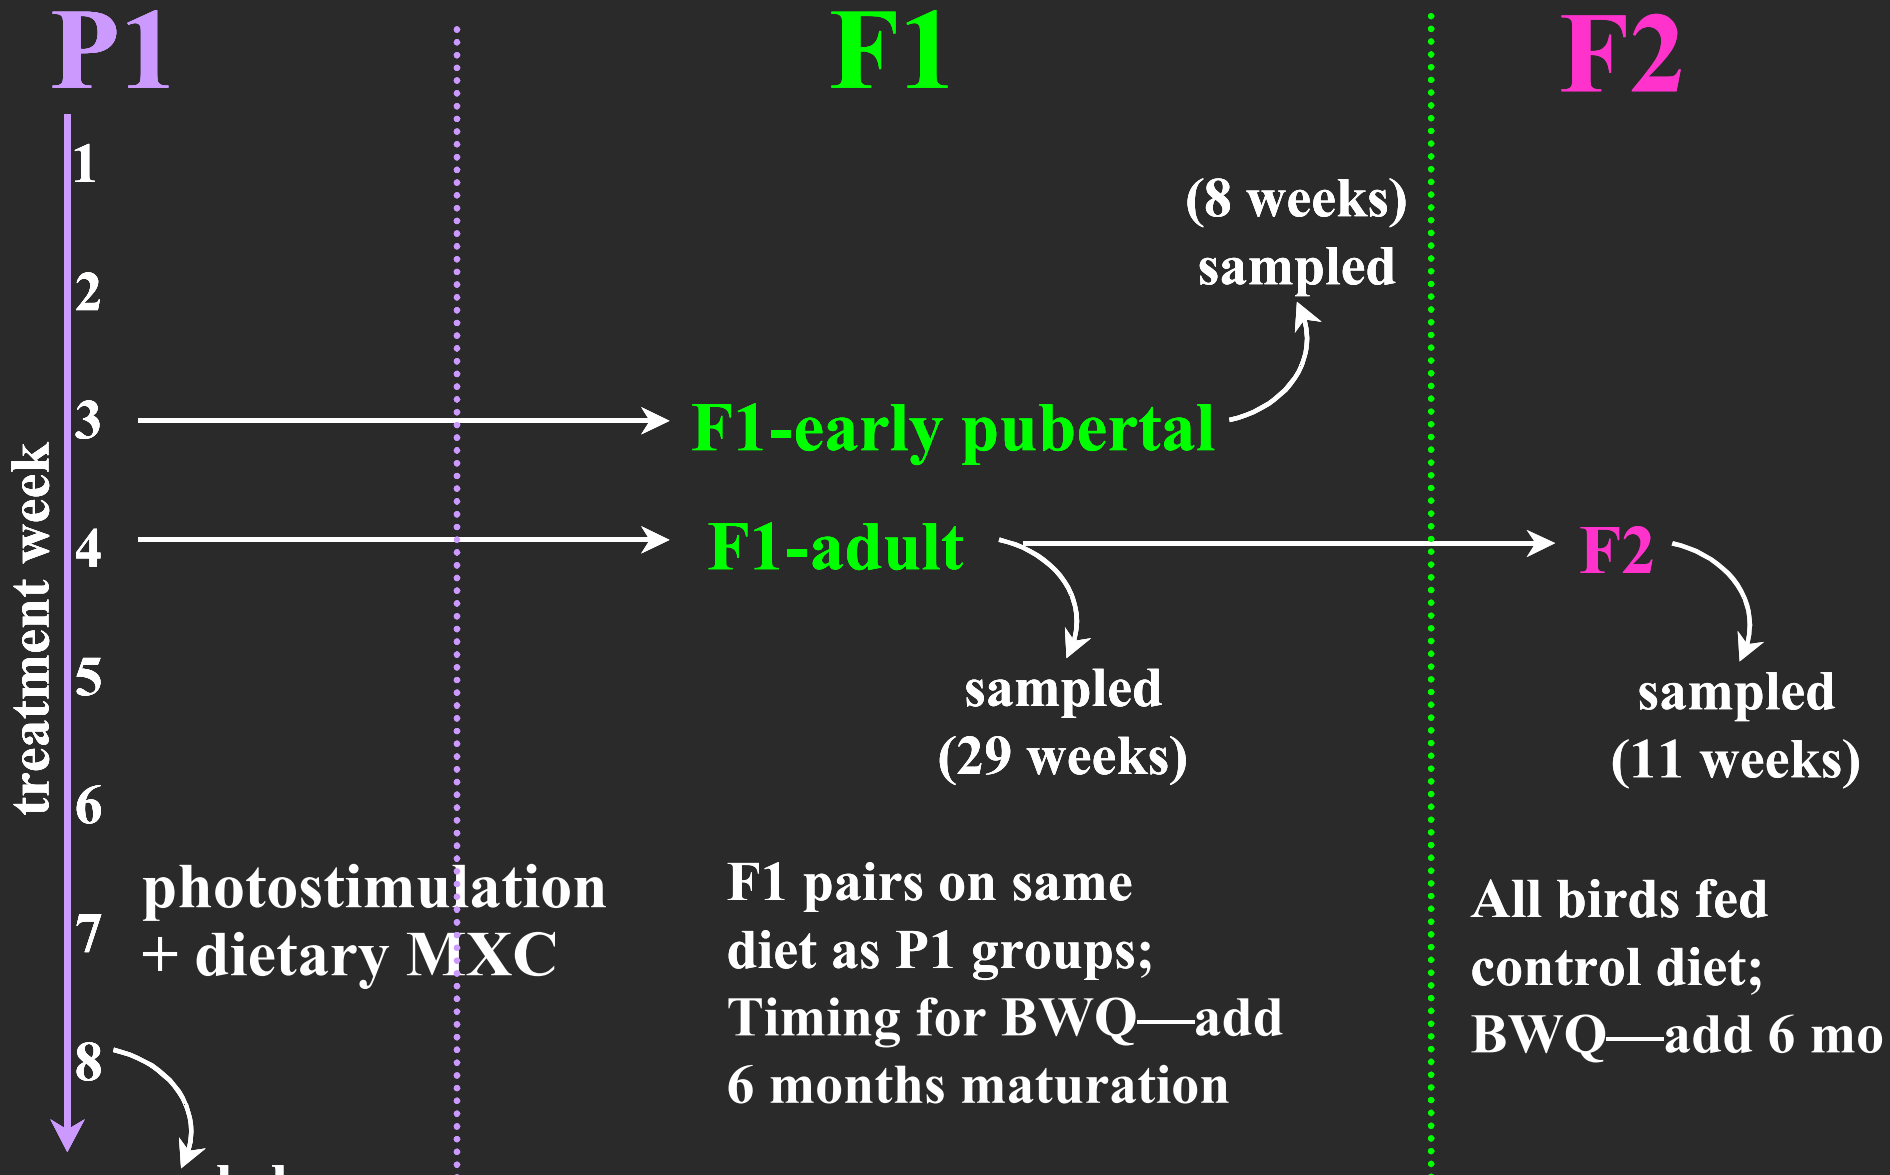 P1
F1
F2
treatment week
1
2
3
4
5
6
7
8
(8 weeks)
sampled
F1-early pubertal
F1-adult
F2
sampled
(29 weeks)
sampled
(11 weeks)
photostimulation
+ dietary MXC
F1 pairs on same
diet as P1 groups;
Timing for BWQ—add
6 months maturation
All birds fed
control diet;
BWQ—add 6 mo